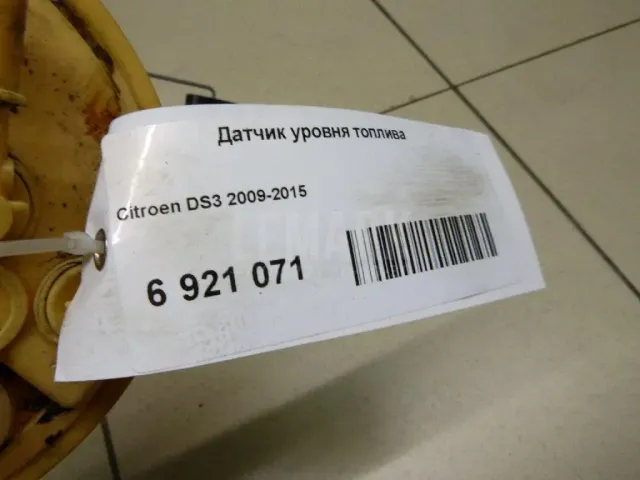 Датчик уровня топлива
Citroen DS3 2009-2015
6 921 071